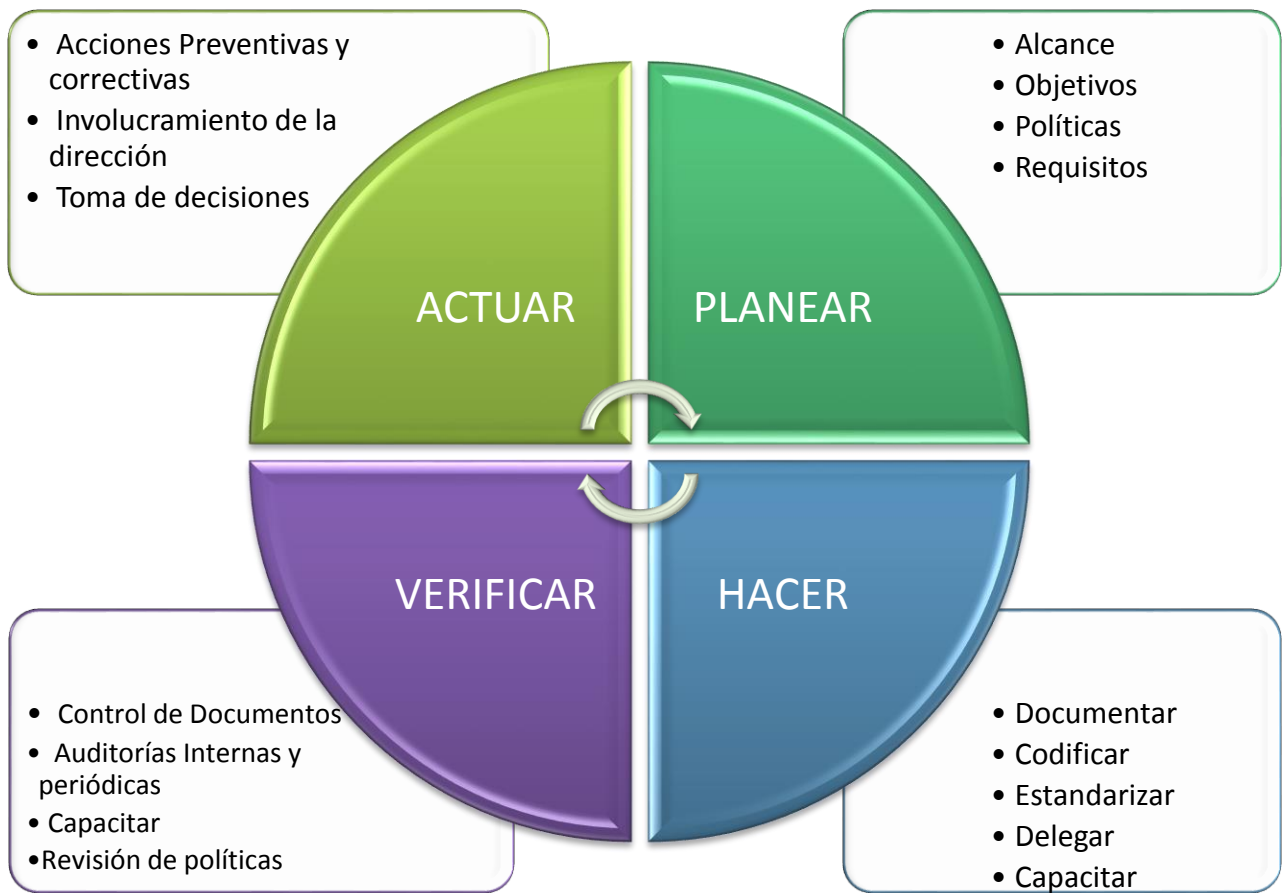 • Acciones Preventivas y
correctivas
• Involucramiento de la
dirección
• Toma de decisiones
• Alcance
• Objetivos
• Políticas
• Requisitos
ACTUAR
PLANEAR
VERIFICAR
HACER
• Control de Documentos
• Auditorías Internas y
periódicas
• Capacitar
•Revisión de políticas
• Documentar
• Codificar
• Estandarizar
• Delegar
• Capacitar